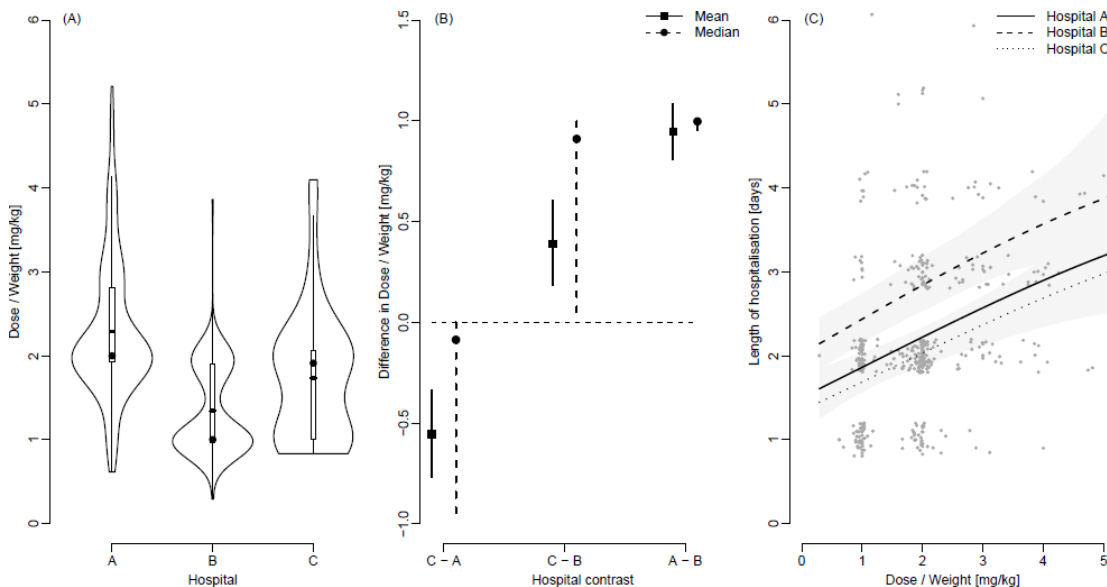 (A)
Dose / Weight [mg/kg]
6
5
4
3
2
1
0
A B C
Hospital
(B)
Mean
Median
Difference in Dose / Weight [mg/kg]
1.5
1.0
0.5
0.0
−0.5
−1.0
C − A C − B A − B
Hospital contrast
(C)
Hospital A
Hospital B
Hospital C
Length of hospitalisation [days]
6
5
4
3
2
1
0
0 1 2 3 4 5
Dose / Weight [mg/kg]